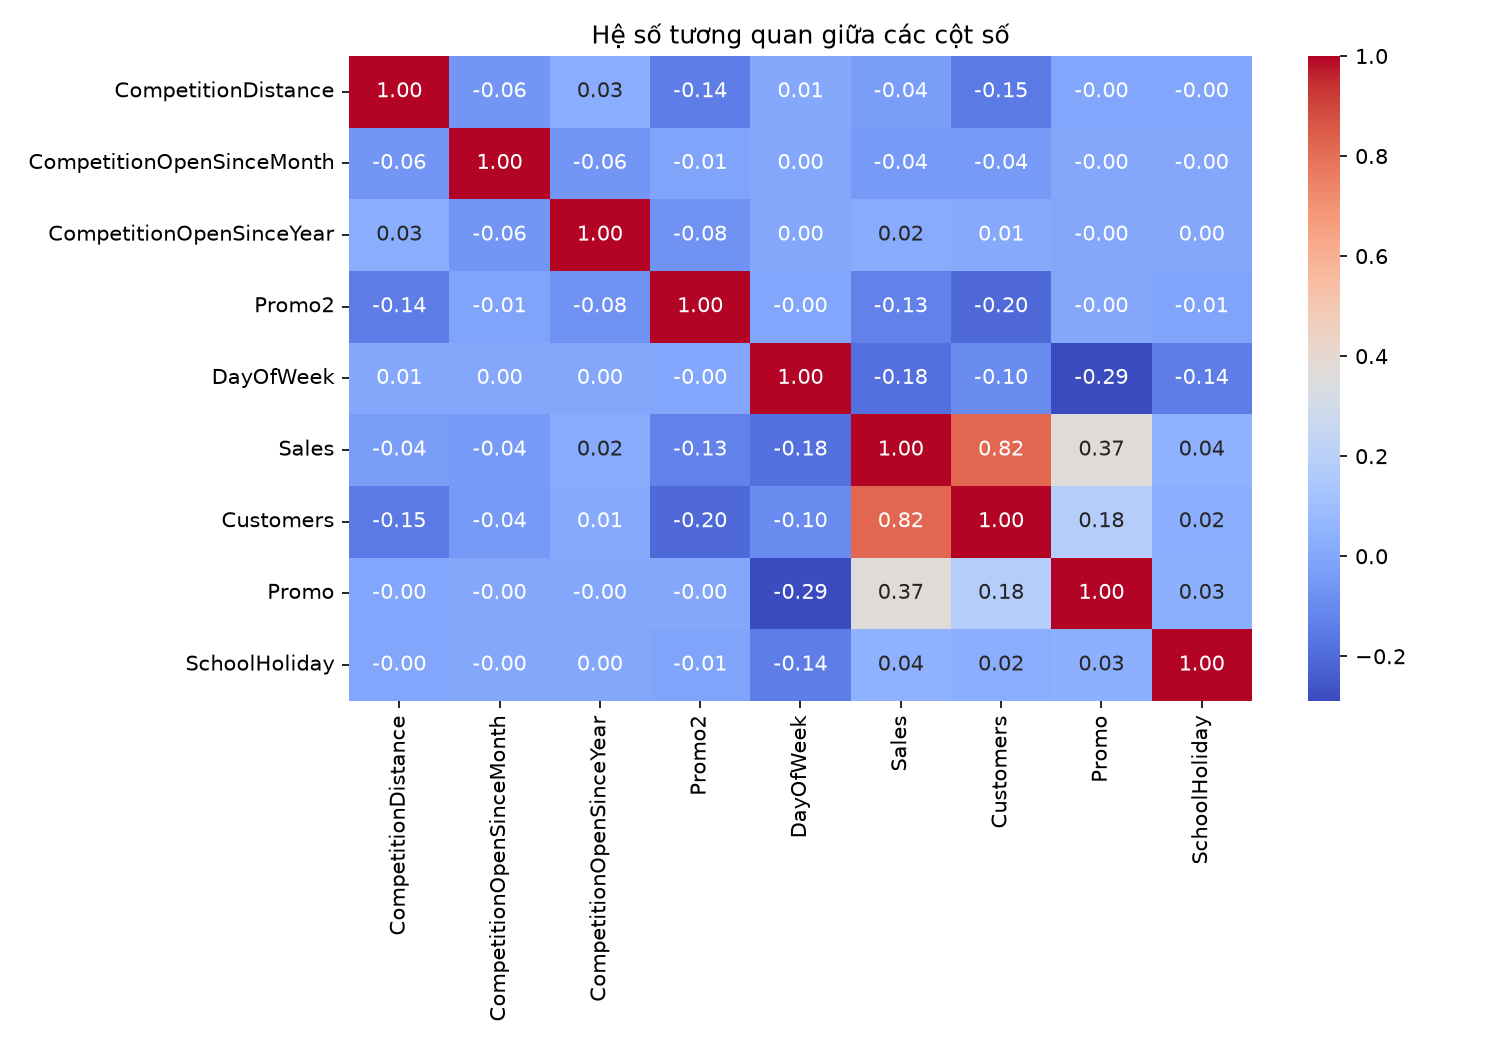 Hệ số tương quan giữa các cột số
CompetitionDistance 1.00 -0.06 0.03 -0.14 0.01 -0.04 -0.15 -0.00 -0.00
CompetitionOpenSinceMonth -0.06 1.00 -0.06 -0.01 0.00 -0.04 -0.04 -0.00 -0.00
CompetitionOpenSinceYear 0.03 -0.06 1.00 -0.08 0.00 0.02 0.01 -0.00 0.00
Promo2 -0.14 -0.01 -0.08 1.00 -0.00 -0.13 -0.20 -0.00 -0.01
DayOfWeek 0.01 0.00 0.00 -0.00 1.00 -0.18 -0.10 -0.29 -0.14
Sales -0.04 -0.04 0.02 -0.13 -0.18 1.00 0.82 0.37 0.04
Customers -0.15 -0.04 0.01 -0.20 -0.10 0.82 1.00 0.18 0.02
Promo -0.00 -0.00 -0.00 -0.00 -0.29 0.37 0.18 1.00 0.03
SchoolHoliday -0.00 -0.00 0.00 -0.01 -0.14 0.04 0.02 0.03 1.00
CompetitionDistance
CompetitionOpenSinceMonth
CompetitionOpenSinceYear
Promo2
DayOfWeek
Sales
Customers
Promo
SchoolHoliday
1.0
0.8
0.6
0.4
0.2
0.0
−0.2